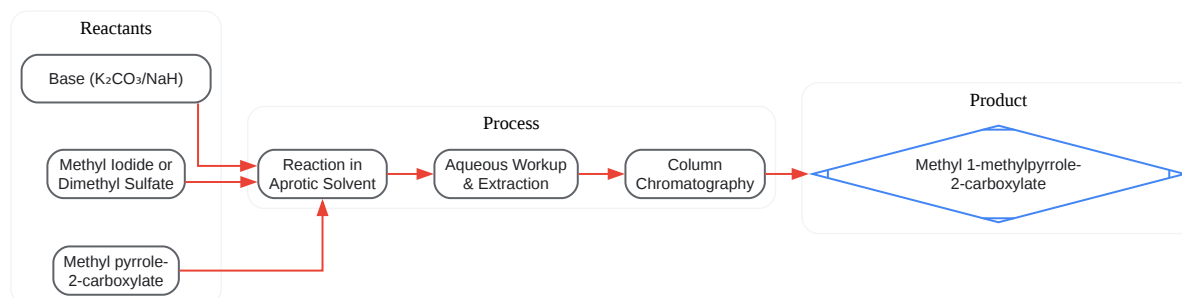 Reactants
Base (K₂CO₃/NaH)
Methyl Iodide or
Dimethyl Sulfate
Methyl pyrrole-
2-carboxylate
Process
Reaction in
Aprotic Solvent
Aqueous Workup
& Extraction
Column
Chromatography
Product
Methyl 1-methylpyrrole-
2-carboxylate